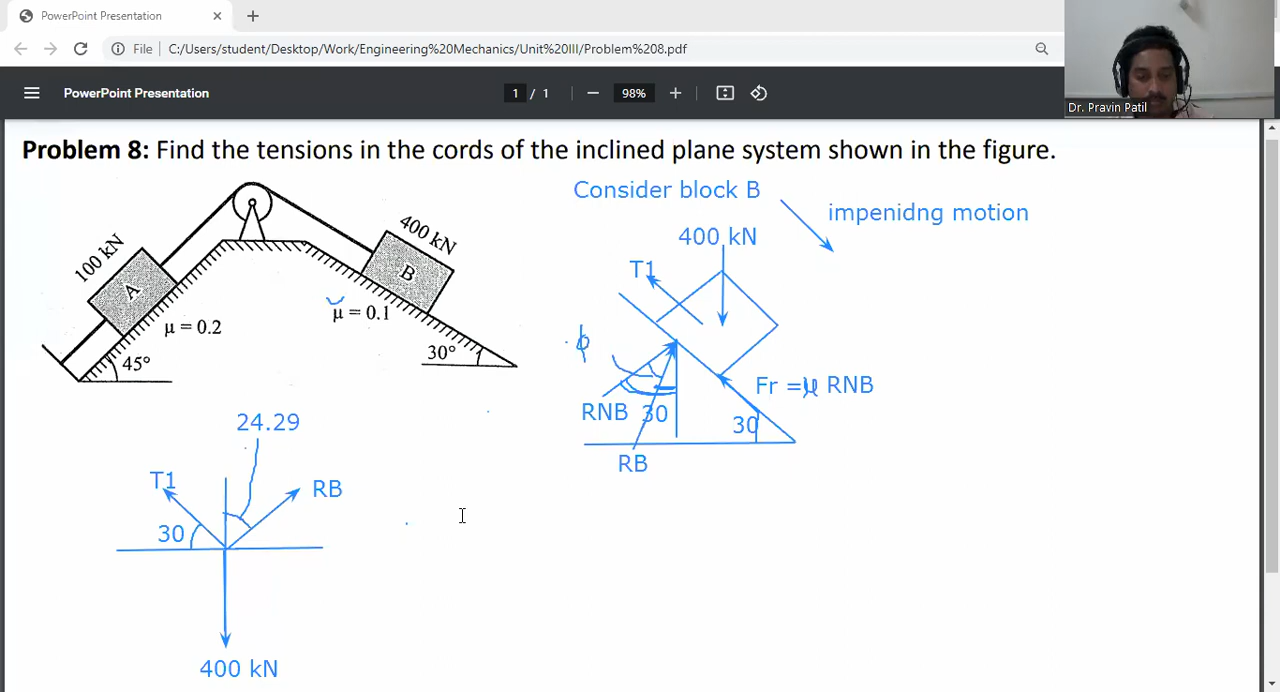 PowerPoint Presentation
File C:/Users/student/Desktop/Work/Engineering%20Mechanics/Unit%20III/Problem%208.pdf
PowerPoint Presentation
1 / 1
98%
Dr. Pravin Patil
Problem 8: Find the tensions in the cords of the inclined plane system shown in the figure.
100 kN
A
400 kN
B
μ = 0.2
μ = 0.1
45°
30°
Consider block B
impenidng motion
400 kN
T1
ϕ
Fr = μ RNB
RNB
30
30
RB
24.29
T1
RB
30
400 kN